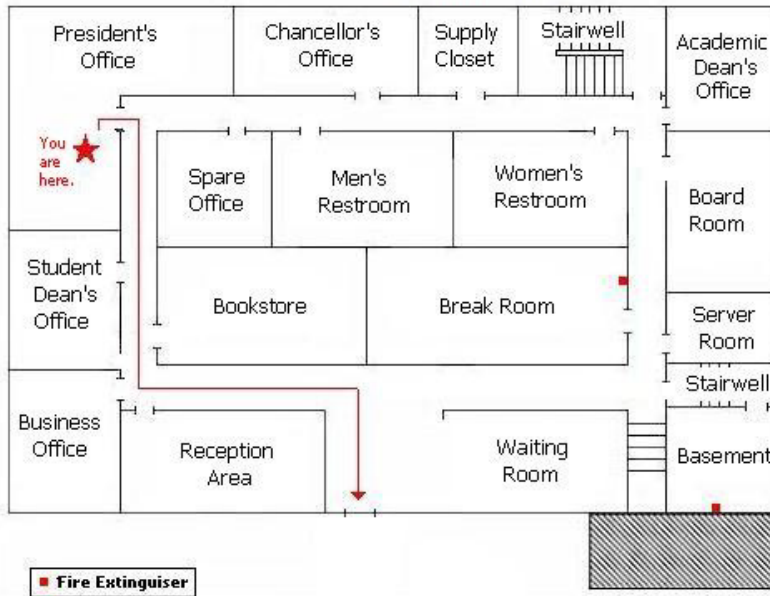 President's
Office
Chancellor's
Office
Supply
Closet
Stairwell
Academic
Dean's
Office
You
are
here.
Spare
Office
Men's
Restroom
Women's
Restroom
Board
Room
Student
Dean's
Office
Bookstore
Break Room
Server
Room
Stairwell
Business
Office
Reception
Area
Waiting
Room
Basement
Fire Extinguiser